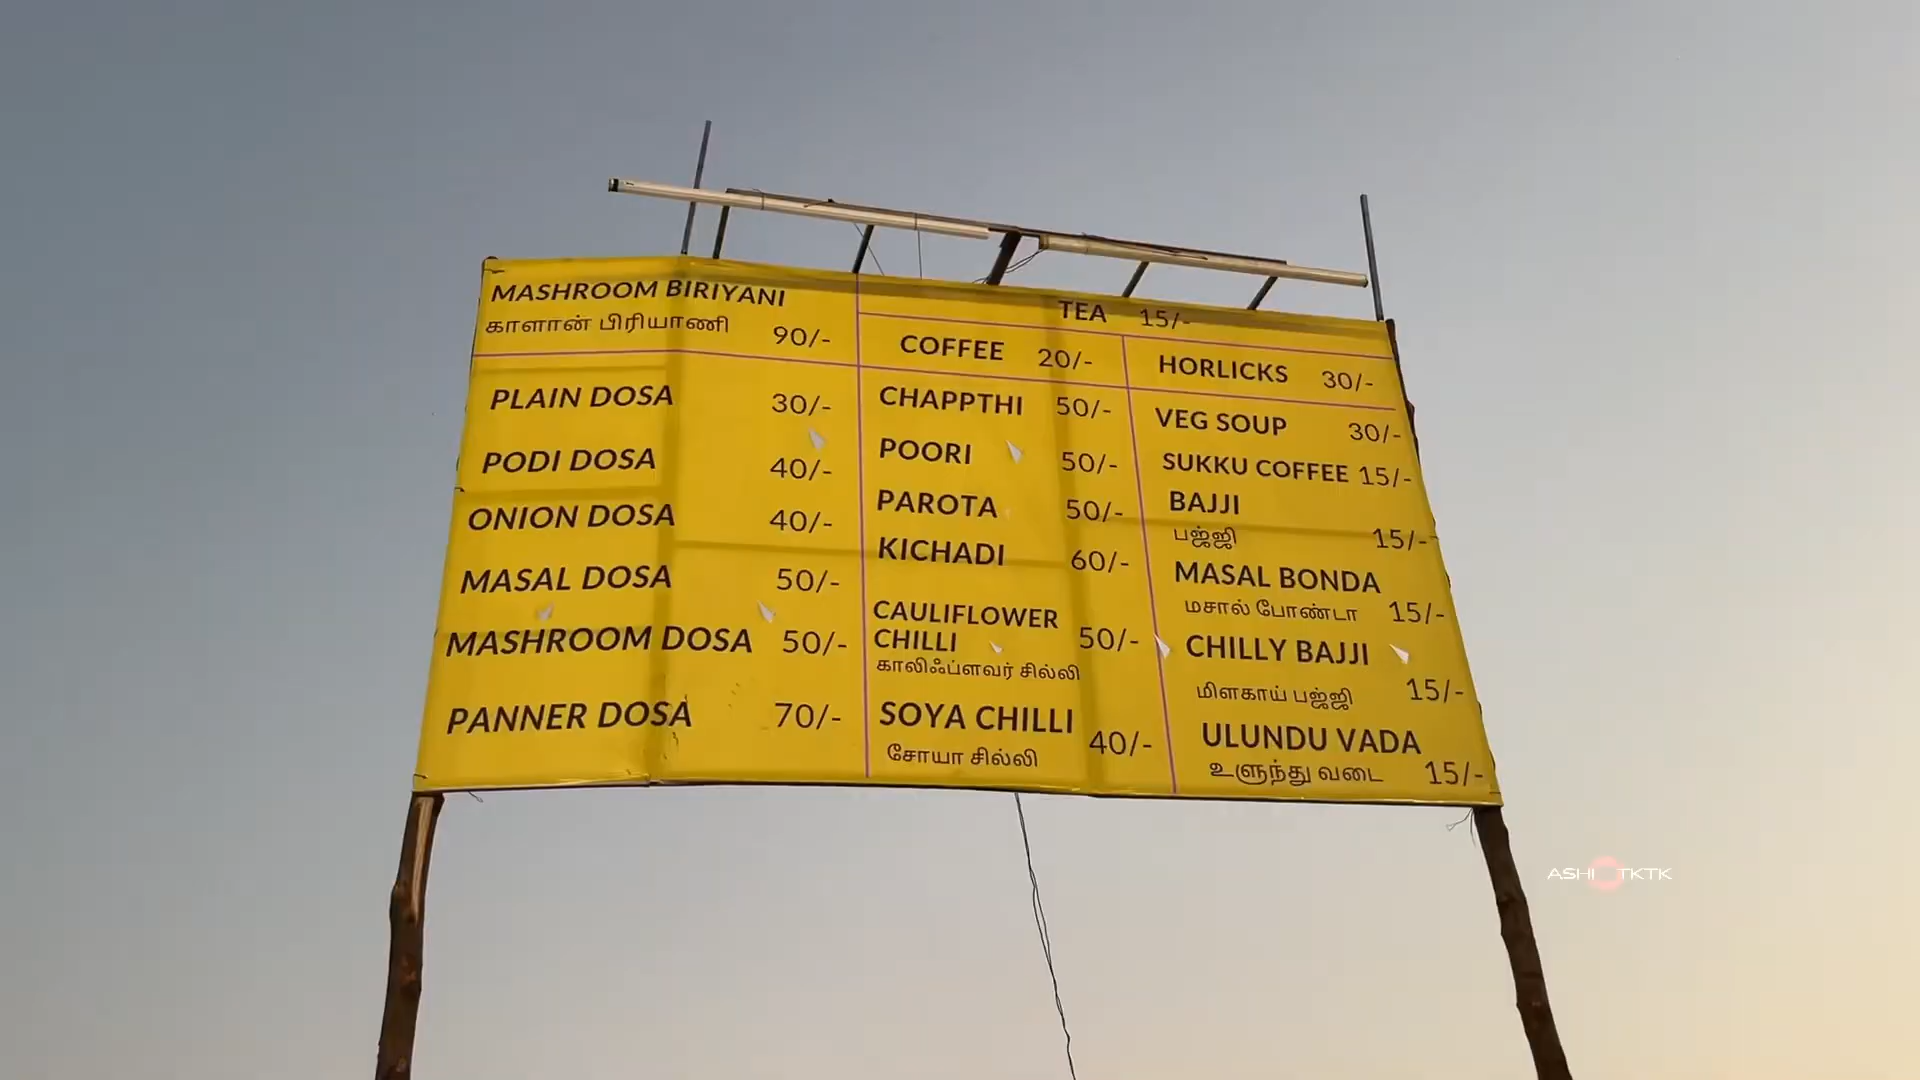 MASHROOM BIRIYANI
காளான் பிரியாணி 90/-
PLAIN DOSA 30/-
PODI DOSA 40/-
ONION DOSA 40/-
MASAL DOSA 50/-
MASHROOM DOSA 50/-
PANNER DOSA 70/-
TEA 15/-
COFFEE 20/-
HORLICKS 30/-
CHAPPTHI 50/-
POORI 50/-
PAROTA 50/-
KICHADI 60/-
CAULIFLOWER
CHILLI 50/-
காலிஃப்ளவர் சில்லி
SOYA CHILLI 40/-
சோயா சில்லி
VEG SOUP 30/-
SUKKU COFFEE 15/-
BAJJI
பஜ்ஜி 15/-
MASAL BONDA
மசால் போண்டா 15/-
CHILLY BAJJI
மிளகாய் பஜ்ஜி 15/-
ULUNDU VADA
உளுந்து வடை 15/-
ASHI TKTK